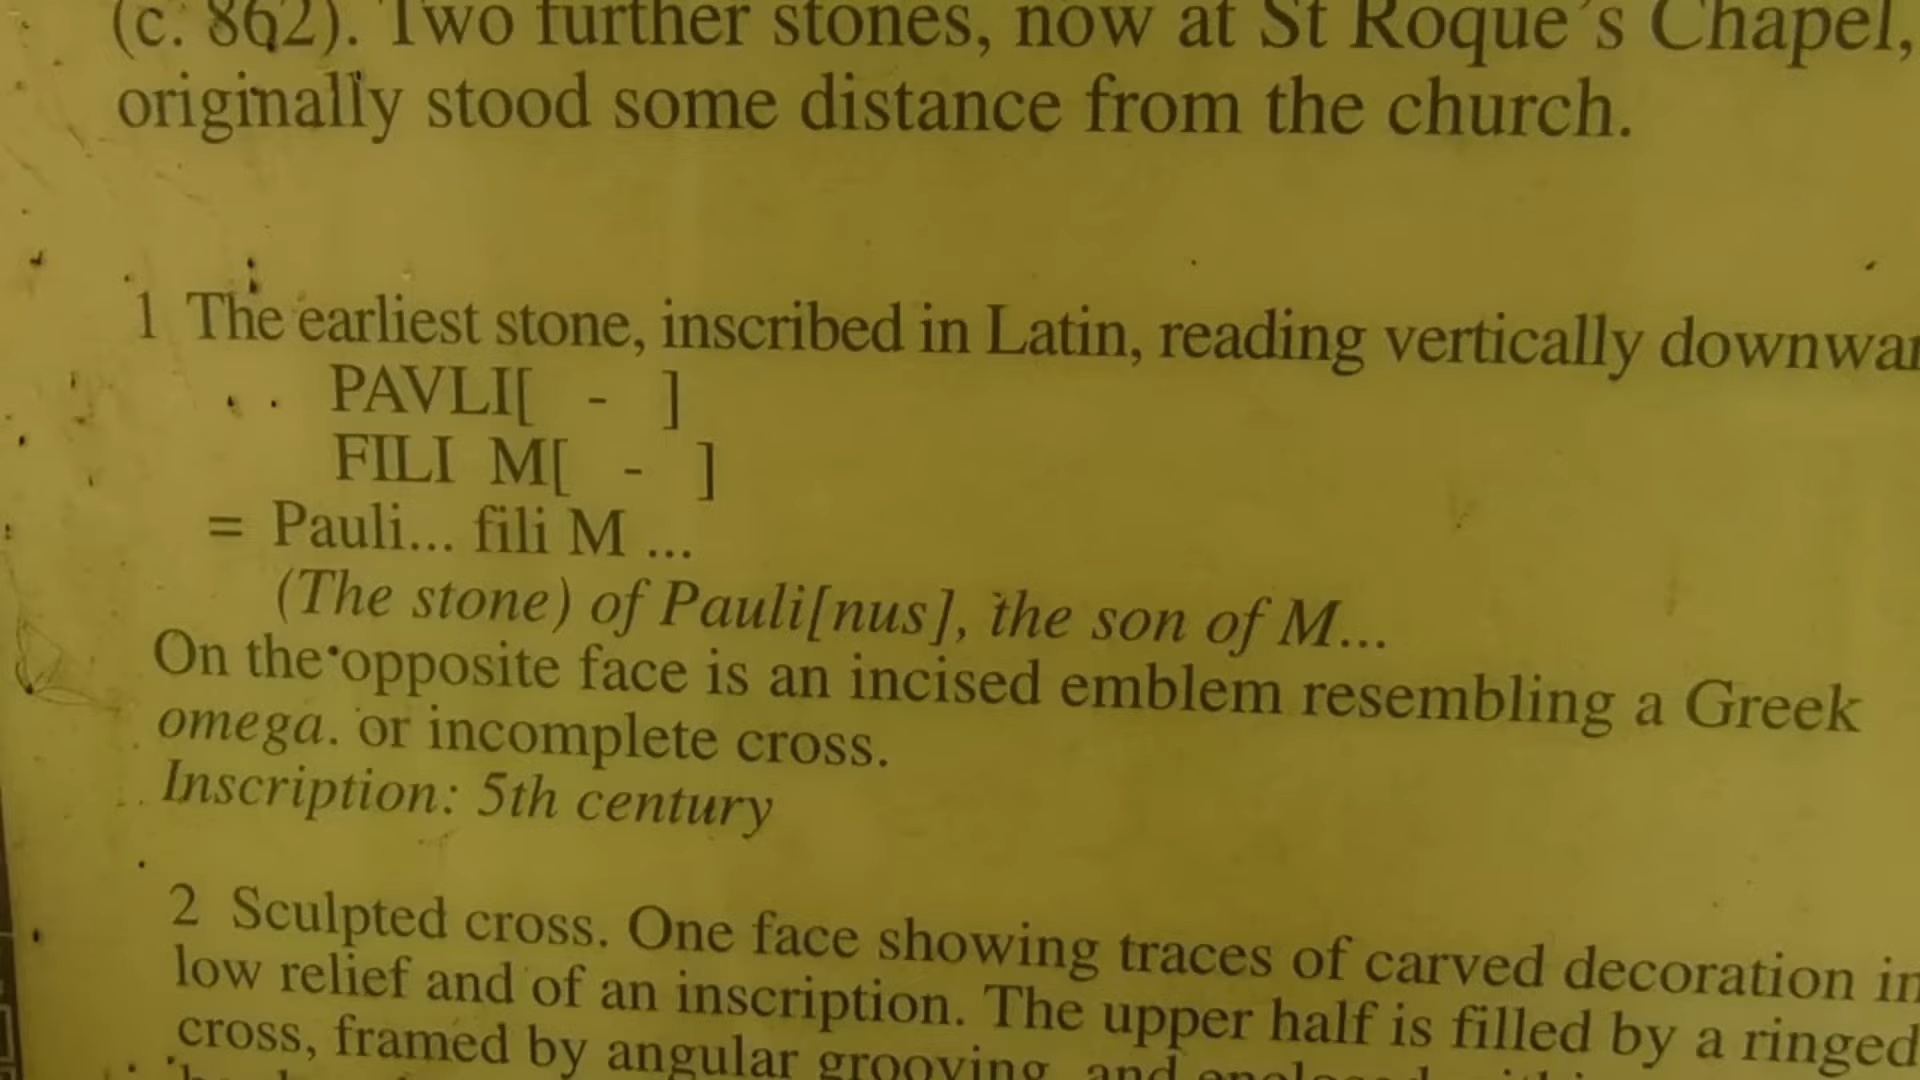 (c. 862). Two further stones, now at St Roque's Chapel,
originally stood some distance from the church.
1 The earliest stone, inscribed in Latin, reading vertically
PAVLI[ - ]
FILI M[ - ]
= Pauli... fili M ...
(The stone) of Pauli[nus], the son of M...
On the opposite face is an incised emblem resembling a Greek
omega. or incomplete cross.
Inscription: 5th century
2 Sculpted cross. One face showing traces of carved decoration in
low relief and of an inscription. The upper half is filled by a ringed
cross, framed by angular grooving, and